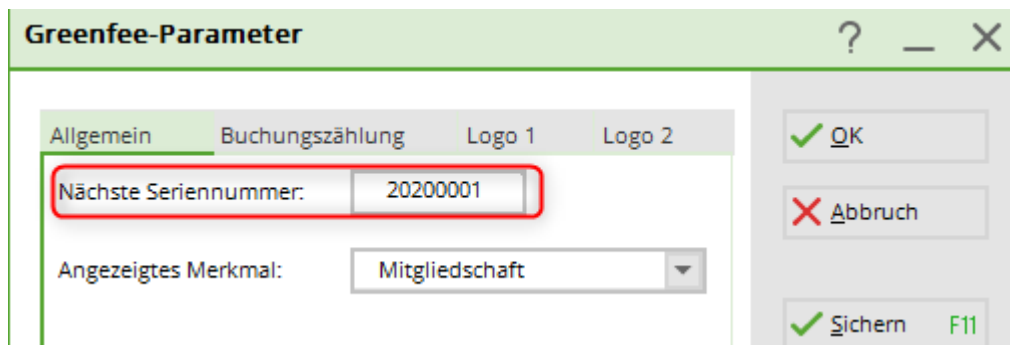 Greenfee-Parameter ? _ X
Allgemein Buchungszählung Logo 1 Logo 2
Nächste Seriennummer: 20200001
Angezeigtes Merkmal: Mitgliedschaft
OK
Abbruch
Sichern F11